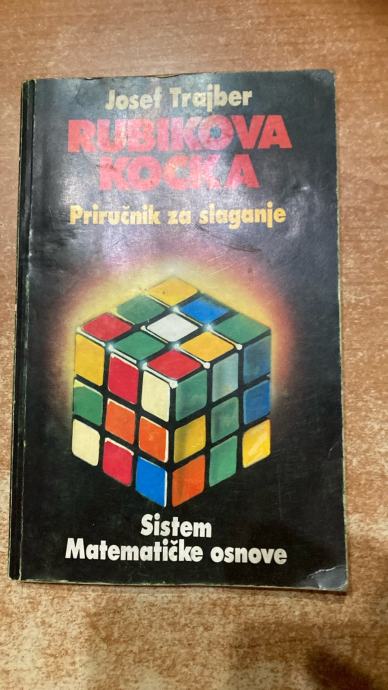 Josef Trajber
RUBIKOVA
KOCKA
Priručnik za slaganje
Sistem
Matematičke osnove